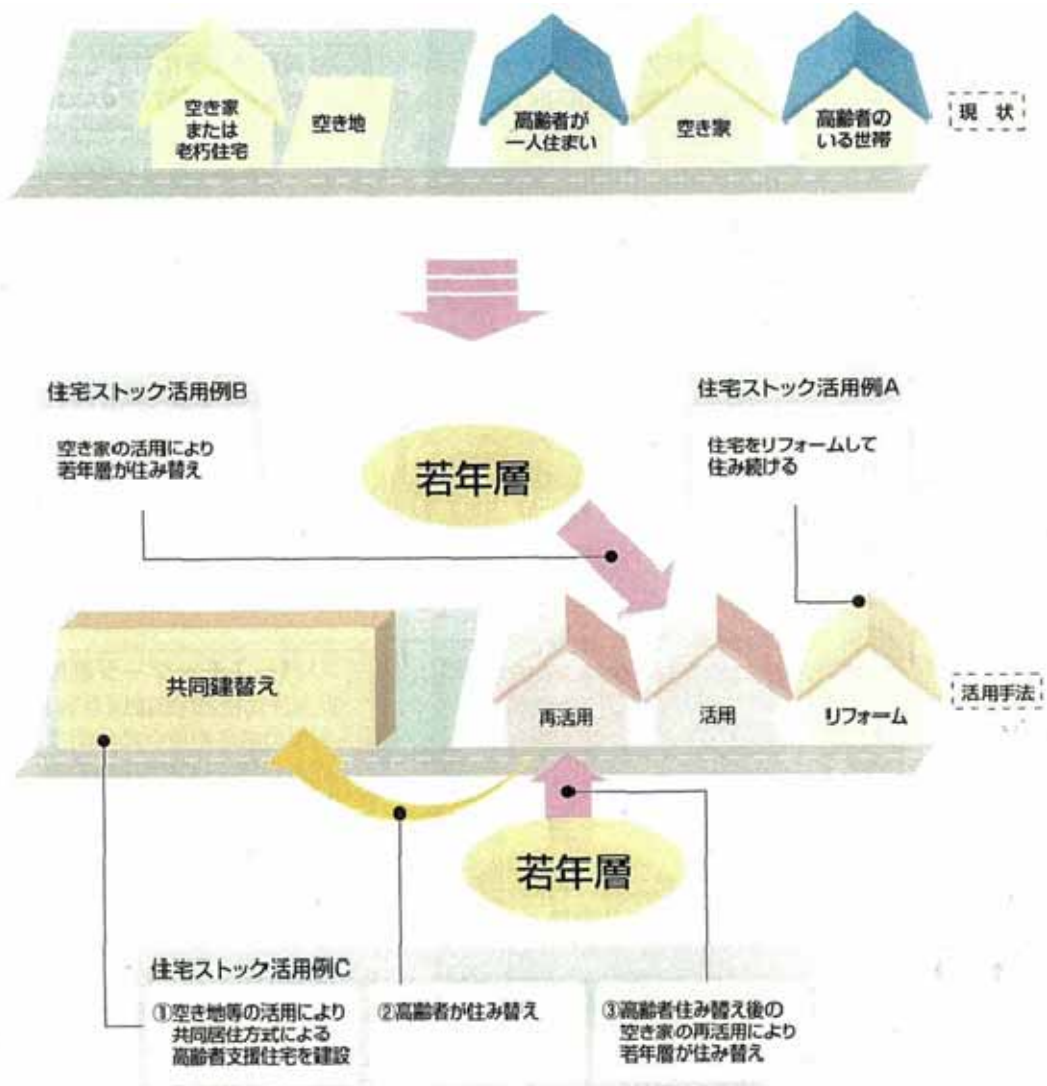 空き家
または
老朽住宅
空き地
高齢者が
一人住まい
空き家
高齢者の
いる世帯
現 状
住宅ストック活用例B
空き家の活用により
若年層が住み替え
若年層
住宅ストック活用例A
住宅をリフォームして
住み続ける
共同建替え
再活用
活用
リフォーム
活用手法
若年層
住宅ストック活用例C
①空き地等の活用により
共同居住方式による
高齢者支援住宅を建設
②高齢者が住み替え
③高齢者住み替え後の
空き家の再活用により
若年層が住み替え